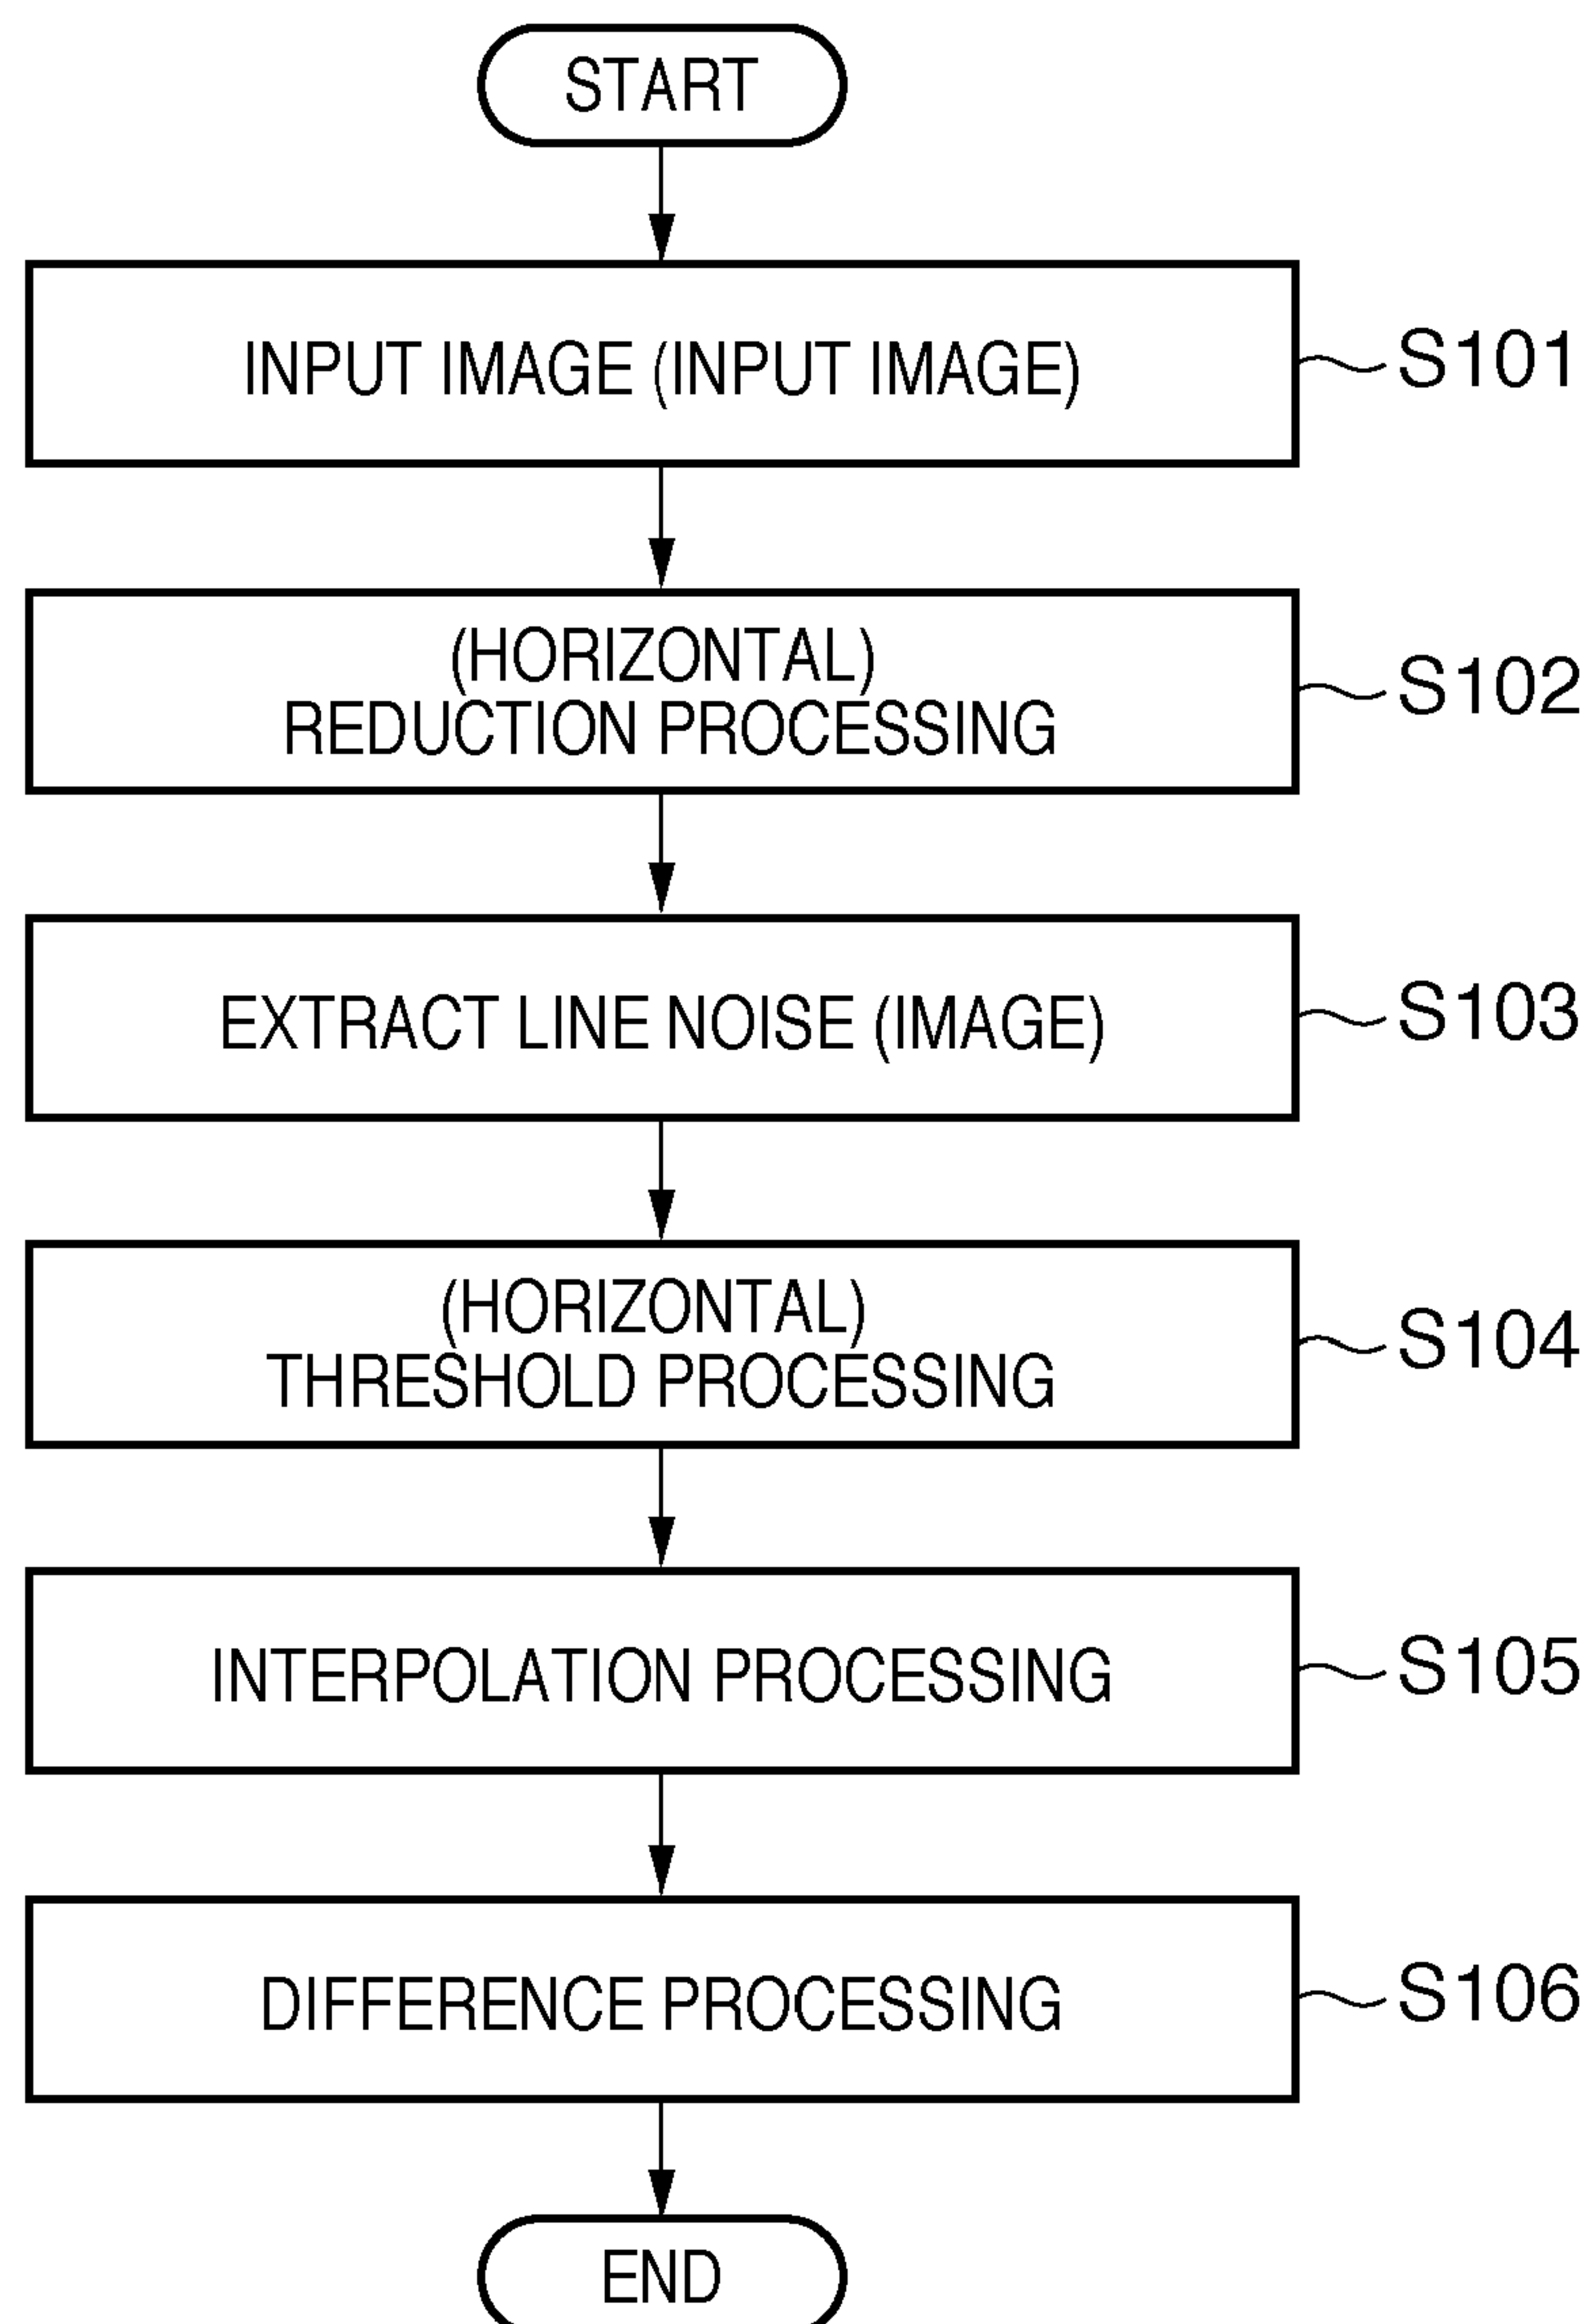 START
INPUT IMAGE (INPUT IMAGE)
S101
(HORIZONTAL)
REDUCTION PROCESSING
S102
EXTRACT LINE NOISE (IMAGE)
S103
(HORIZONTAL)
THRESHOLD PROCESSING
S104
INTERPOLATION PROCESSING
S105
DIFFERENCE PROCESSING
S106
END